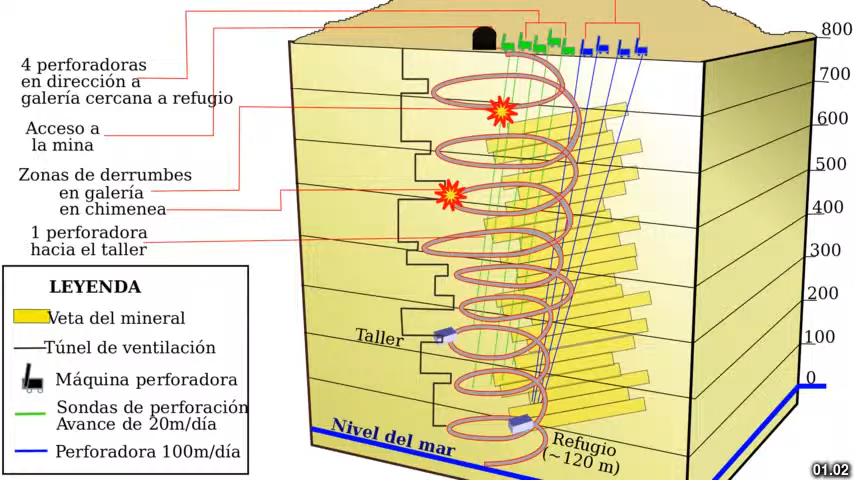 4 perforadoras
en dirección a
galería cercana a refugio
Acceso a
la mina
Zonas de derrumbes
en galería
en chimenea
1 perforadora
hacia el taller
LEYENDA
Veta del mineral
Túnel de ventilación
Máquina perforadora
Sondas de perforación
Avance de 20m/día
Perforadora 100m/día
Taller
Nivel del mar
Refugio
(~120 m)
800
700
600
500
400
300
200
100
0
01.02